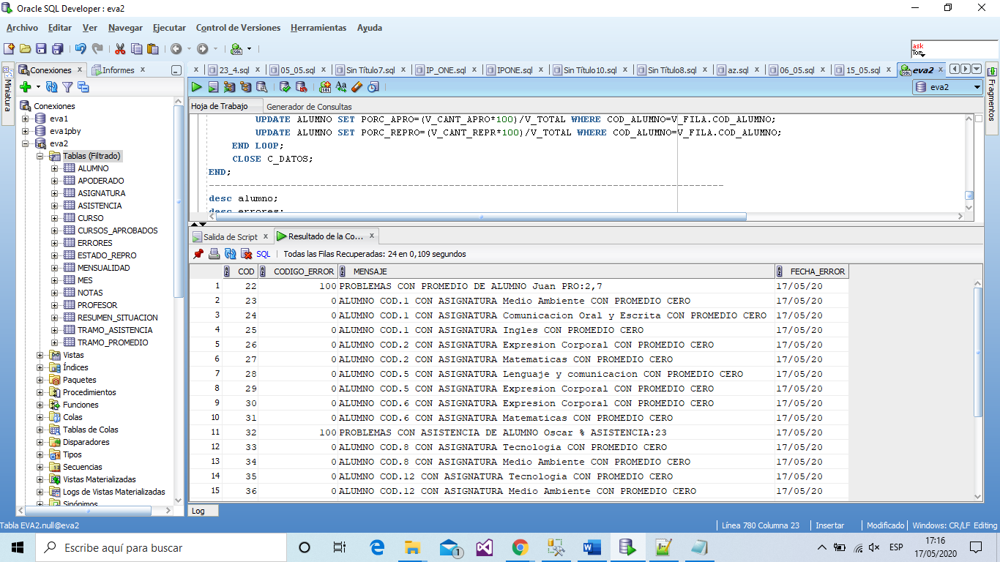 Oracle SQL Developer : eva2
Archivo Editar Ver Navegar Ejecutar Control de Versiones Herramientas Ayuda
ask
Tom
Conexiones
Informes
23_4.sql
05_05.sql
Sin Título7.sql
IP_ONE.sql
IPONE.sql
Sin Título10.sql
Sin Título8.sql
az.sql
06_05.sql
15_05.sql
eva2
Miniatura
Fragmentos
eva2
Hoja de Trabajo
Generador de Consultas
Conexiones
eva1
eva1pby
eva2
Tablas (Filtrado)
ALUMNO
APODERADO
ASIGNATURA
ASISTENCIA
CURSO
CURSOS_APROBADOS
ERRORES
ESTADO_REPRO
MENSUALIDAD
MES
NOTAS
PROFESOR
RESUMEN_SITUACION
TRAMO_ASISTENCIA
TRAMO_PROMEDIO
Vistas
Índices
Paquetes
Procedimientos
Funciones
Colas
Tablas de Colas
Disparadores
Tipos
Secuencias
Vistas Materializadas
Logs de Vistas Materializadas
Sinónimos
UPDATE ALUMNO SET PORC_APRO=(V_CANT_APRO*100)/V_TOTAL WHERE COD_ALUMNO=V_FILA.COD_ALUMNO;
UPDATE ALUMNO SET PORC_REPRO=(V_CANT_REPR*100)/V_TOTAL WHERE COD_ALUMNO=V_FILA.COD_ALUMNO;
END LOOP;
CLOSE C_DATOS;
END;
----------------------------------------------------------------------------------------
desc alumno;
desc errores;
Salida de Script
Resultado de la Co...
SQL | Todas las Filas Recuperadas: 24 en 0,109 segundos
COD CODIGO_ERROR MENSAJE FECHA_ERROR
1 22 100 PROBLEMAS CON PROMEDIO DE ALUMNO Juan PRO:2,7 17/05/20
2 23 0 ALUMNO COD.1 CON ASIGNATURA Medio Ambiente CON PROMEDIO CERO 17/05/20
3 24 0 ALUMNO COD.1 CON ASIGNATURA Comunicacion Oral y Escrita CON PROMEDIO CERO 17/05/20
4 25 0 ALUMNO COD.1 CON ASIGNATURA Ingles CON PROMEDIO CERO 17/05/20
5 26 0 ALUMNO COD.2 CON ASIGNATURA Expresion Corporal CON PROMEDIO CERO 17/05/20
6 27 0 ALUMNO COD.2 CON ASIGNATURA Matematicas CON PROMEDIO CERO 17/05/20
7 28 0 ALUMNO COD.5 CON ASIGNATURA Lenguaje y comunicacion CON PROMEDIO CERO 17/05/20
8 29 0 ALUMNO COD.5 CON ASIGNATURA Expresion Corporal CON PROMEDIO CERO 17/05/20
9 30 0 ALUMNO COD.6 CON ASIGNATURA Expresion Corporal CON PROMEDIO CERO 17/05/20
10 31 0 ALUMNO COD.6 CON ASIGNATURA Matematicas CON PROMEDIO CERO 17/05/20
11 32 100 PROBLEMAS CON ASISTENCIA DE ALUMNO Oscar % ASISTENCIA:23 17/05/20
12 33 0 ALUMNO COD.8 CON ASIGNATURA Tecnologia CON PROMEDIO CERO 17/05/20
13 34 0 ALUMNO COD.8 CON ASIGNATURA Medio Ambiente CON PROMEDIO CERO 17/05/20
14 35 0 ALUMNO COD.12 CON ASIGNATURA Tecnologia CON PROMEDIO CERO 17/05/20
15 36 0 ALUMNO COD.12 CON ASIGNATURA Medio Ambiente CON PROMEDIO CERO 17/05/20
Log
Tabla EVA2.null@eva2
Línea 780 Columna 23 | Insertar | Modificado | Windows: CR/LF Editing
Escribe aquí para buscar
1
ESP
17:16
17/05/2020